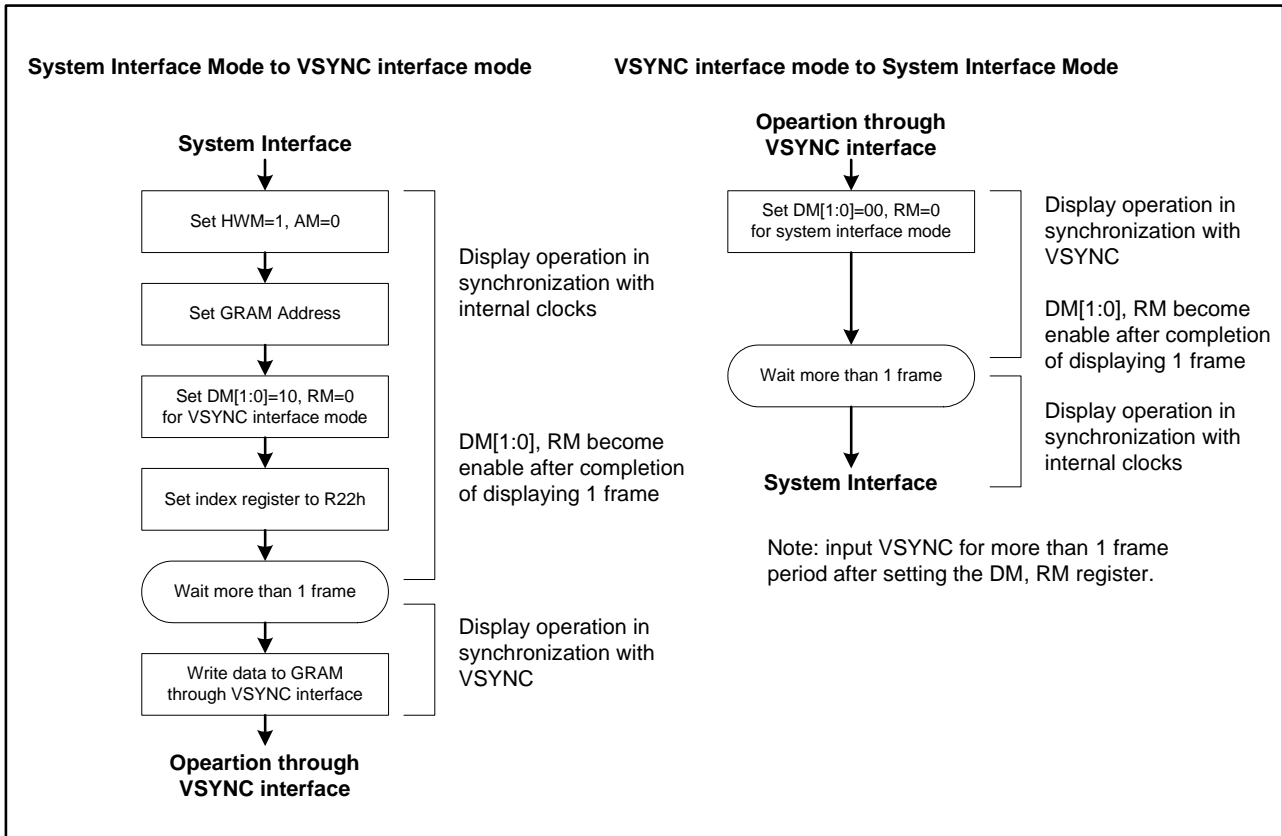 System Interface Mode to VSYNC interface mode
System Interface
Set HWM=1, AM=0
Set GRAM Address
Set DM[1:0]=10, RM=0
for VSYNC interface mode
Set index register to R22h
Wait more than 1 frame
Write data to GRAM
through VSYNC interface
Opeartion through
VSYNC interface
Display operation in
synchronization with
internal clocks
DM[1:0], RM become
enable after completion
of displaying 1 frame
Display operation in
synchronization with
VSYNC
VSYNC interface mode to System Interface Mode
Opeartion through
VSYNC interface
Set DM[1:0]=00, RM=0
for system interface mode
Wait more than 1 frame
System Interface
Display operation in
synchronization with
VSYNC
DM[1:0], RM become
enable after completion
of displaying 1 frame
Display operation in
synchronization with
internal clocks
Note: input VSYNC for more than 1 frame
period after setting the DM, RM register.